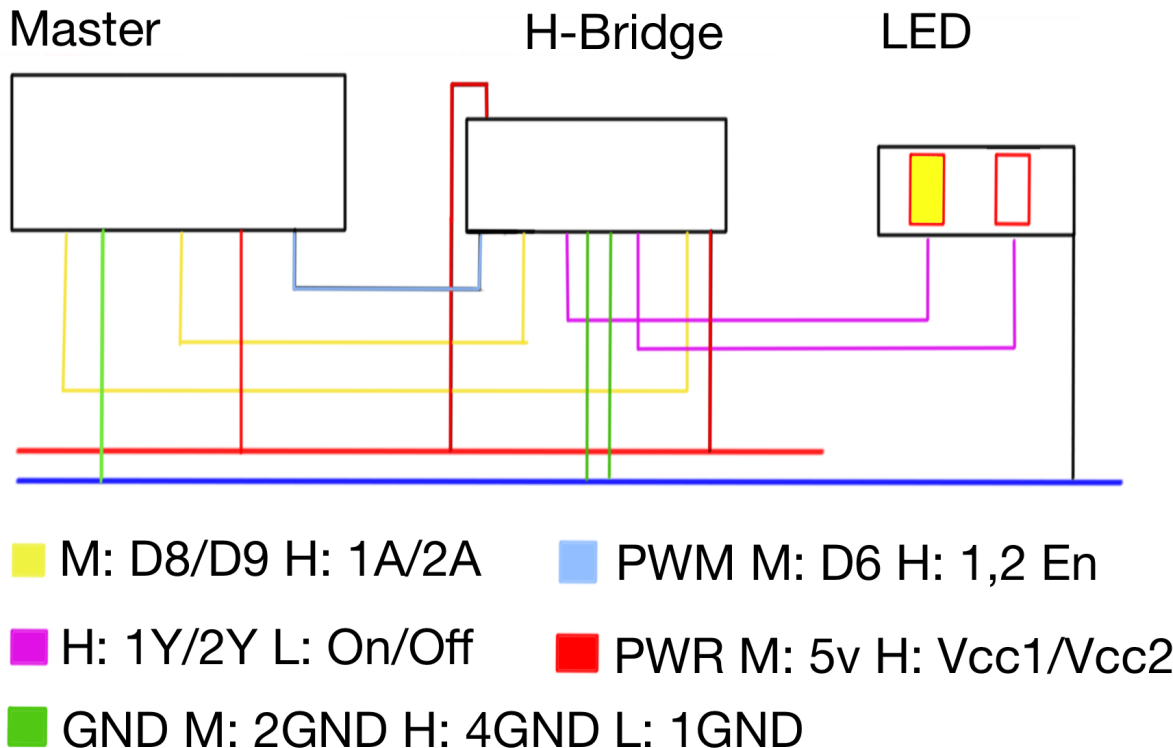 Master H-Bridge LED
M: D8/D9 H: 1A/2A
PWM M: D6 H: 1,2 En
H: 1Y/2Y L: On/Off
PWR M: 5v H: Vcc1/Vcc2
GND M: 2GND H: 4GND L: 1GND